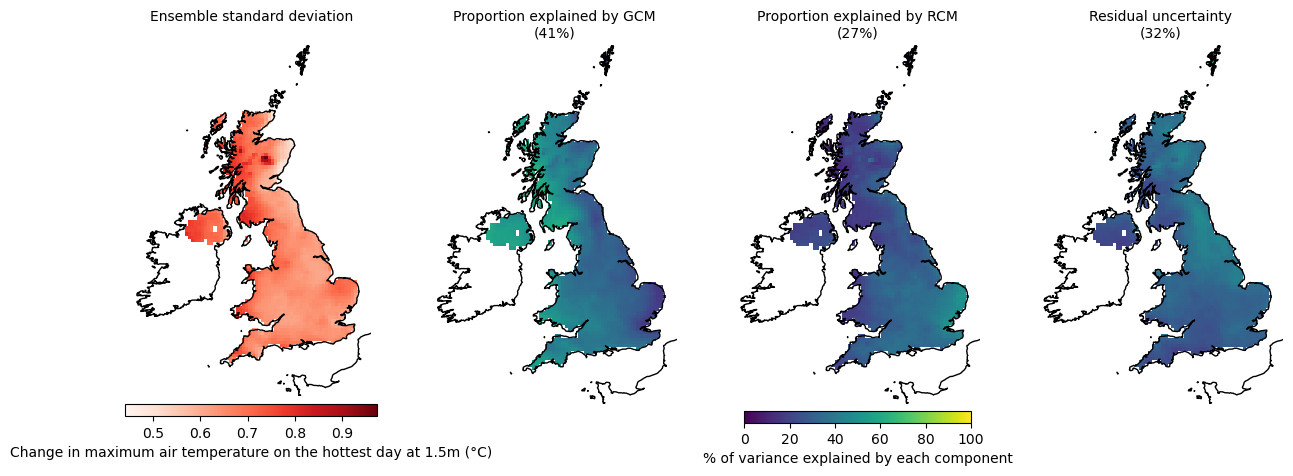 Ensemble standard deviation
Proportion explained by GCM
(41%)
Proportion explained by RCM
(27%)
Residual uncertainty
(32%)
0.5 0.6 0.7 0.8 0.9
Change in maximum air temperature on the hottest day at 1.5m (°C)
0 20 40 60 80 100
% of variance explained by each component